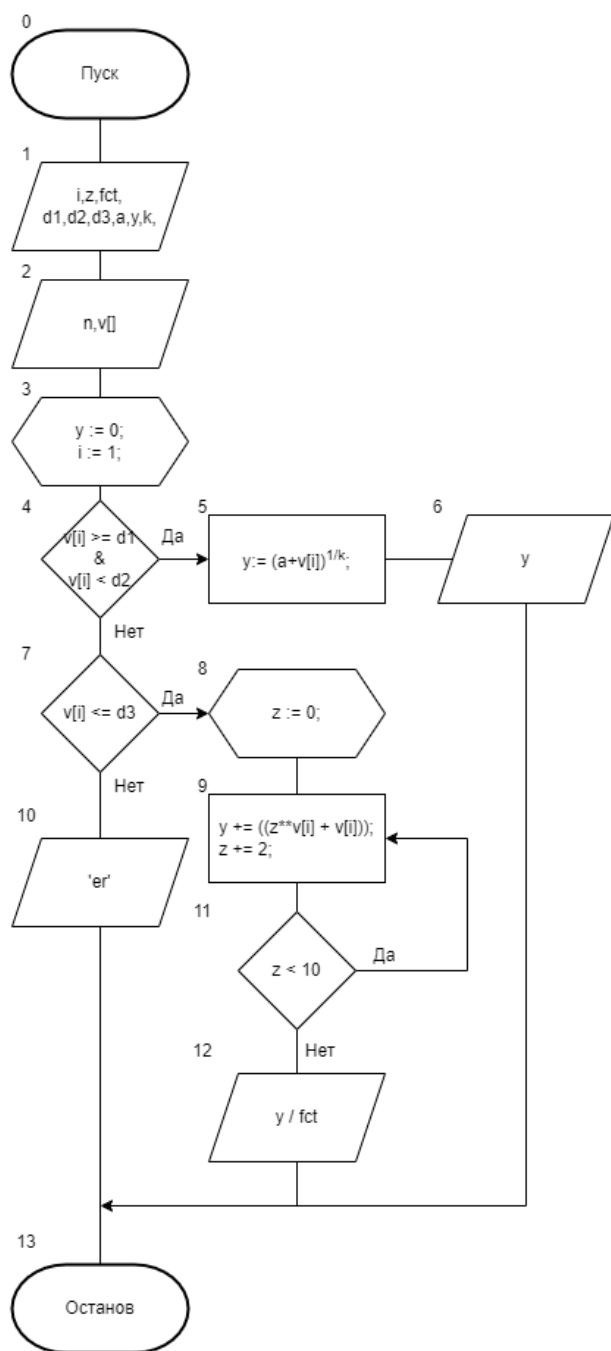 0
Пуск
1
i,z,fct,
d1,d2,d3,a,y,k,
2
n,v[]
3
y := 0;
i := 1;
4
v[i] >= d1
&
v[i] < d2
Да
5
y:= (a+v[i])^1/k;
6
y
Нет
7
v[i] <= d3
Да
8
z := 0;
Нет
9
y += ((z**v[i] + v[i]));
z += 2;
10
'er'
11
z < 10
Да
Нет
12
y / fct
13
Останов